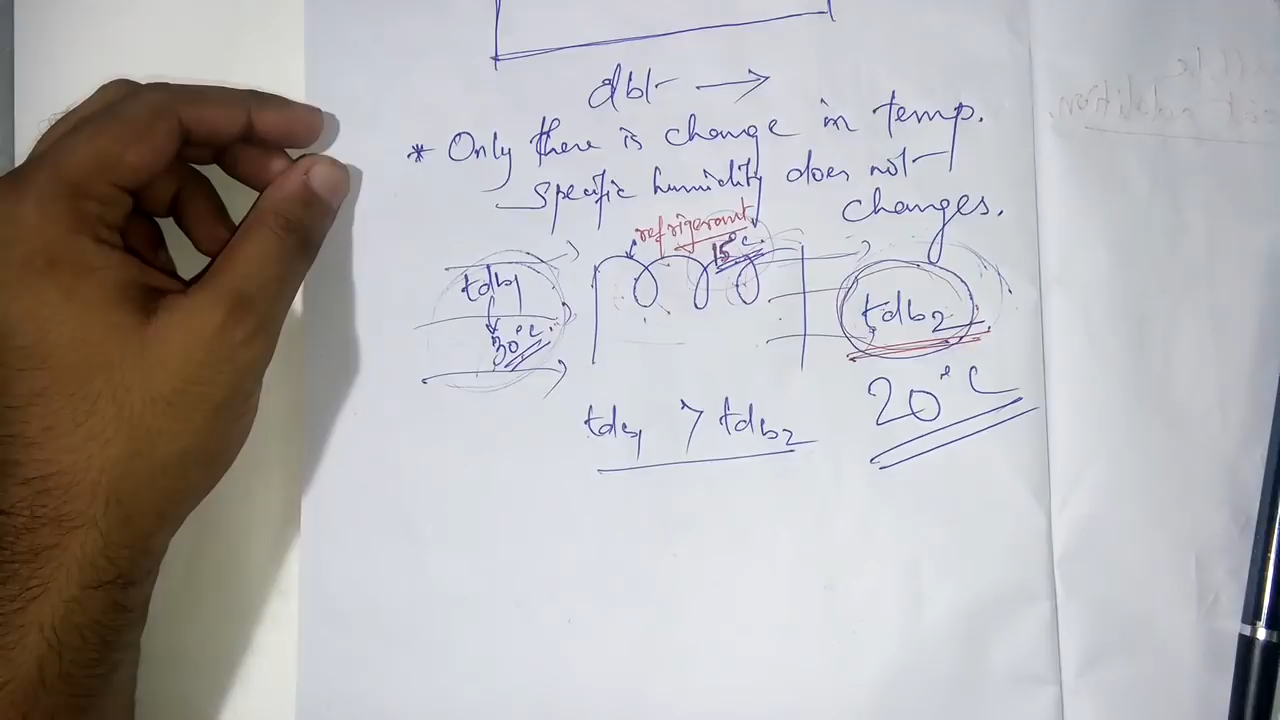 dbt →
* Only there is change in temp.
specific humidity does not
changes.
refrigerant
15°C.
tdb1
30°C.
tdb2
20°C
tdb1 > tdb2